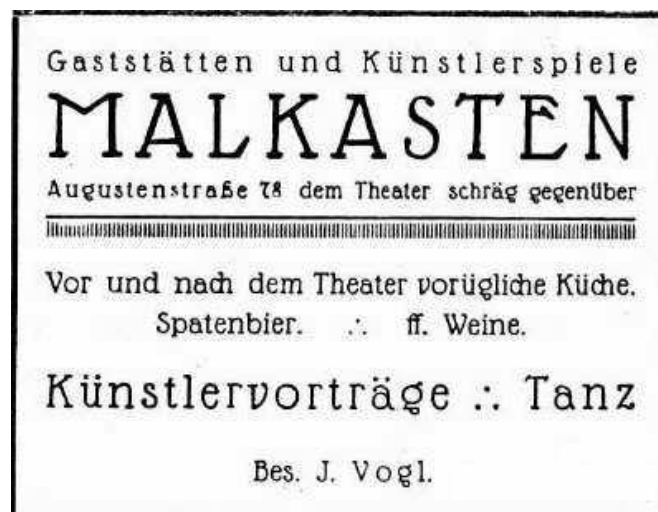 Gaststätten und Künstlerspiele
MALKASTEN
Augustenstraße 78 dem Theater schräg gegenüber
Vor und nach dem Theater vorügliche Küche.
Spatenbier. ∴ ff. Weine.
Künstlervorträge ∴ Tanz
Bes. J. Vogl.